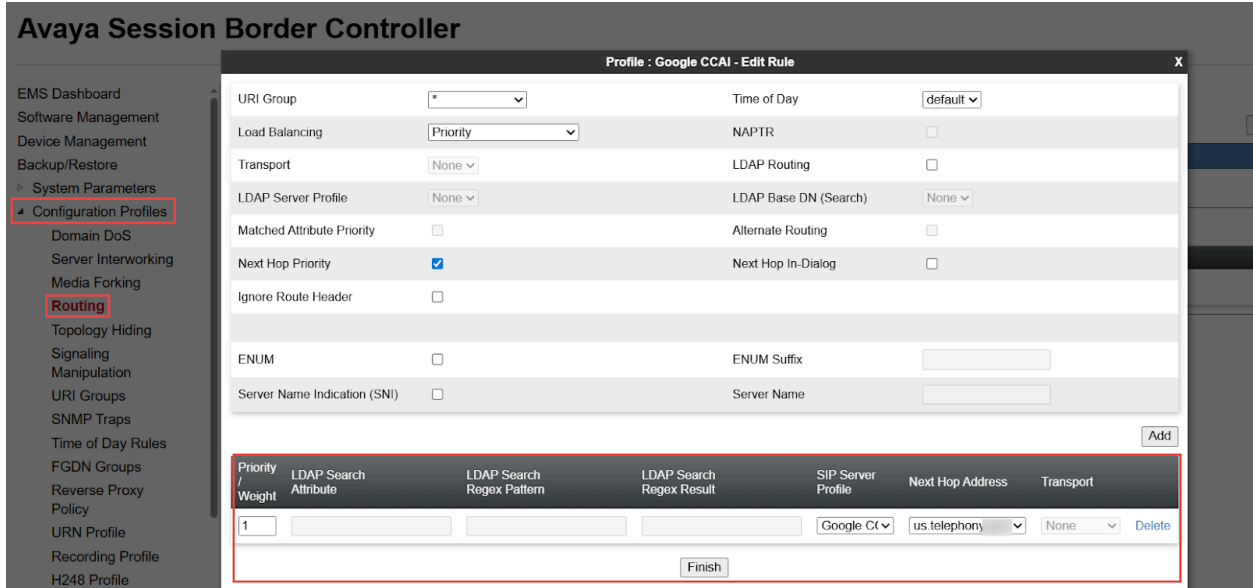 Avaya Session Border Controller
Profile : Google CCAI - Edit Rule X
EMS Dashboard
Software Management
Device Management
Backup/Restore
System Parameters
Configuration Profiles
Domain DoS
Server Interworking
Media Forking
Routing
Topology Hiding
Signaling
Manipulation
URI Groups
SNMP Traps
Time of Day Rules
FGDN Groups
Reverse Proxy
Policy
URN Profile
Recording Profile
H248 Profile
URI Group * Time of Day default
Load Balancing Priority NAPTR
Transport None LDAP Routing
LDAP Server Profile None LDAP Base DN (Search) None
Matched Attribute Priority Alternate Routing
Next Hop Priority Next Hop In-Dialog
Ignore Route Header
ENUM ENUM Suffix
Server Name Indication (SNI) Server Name
Add
Priority
/
Weight
LDAP Search
Attribute
LDAP Search
Regex Pattern
LDAP Search
Regex Result
SIP Server
Profile
Next Hop Address
Transport
1 Google us.telephony None Delete
Finish